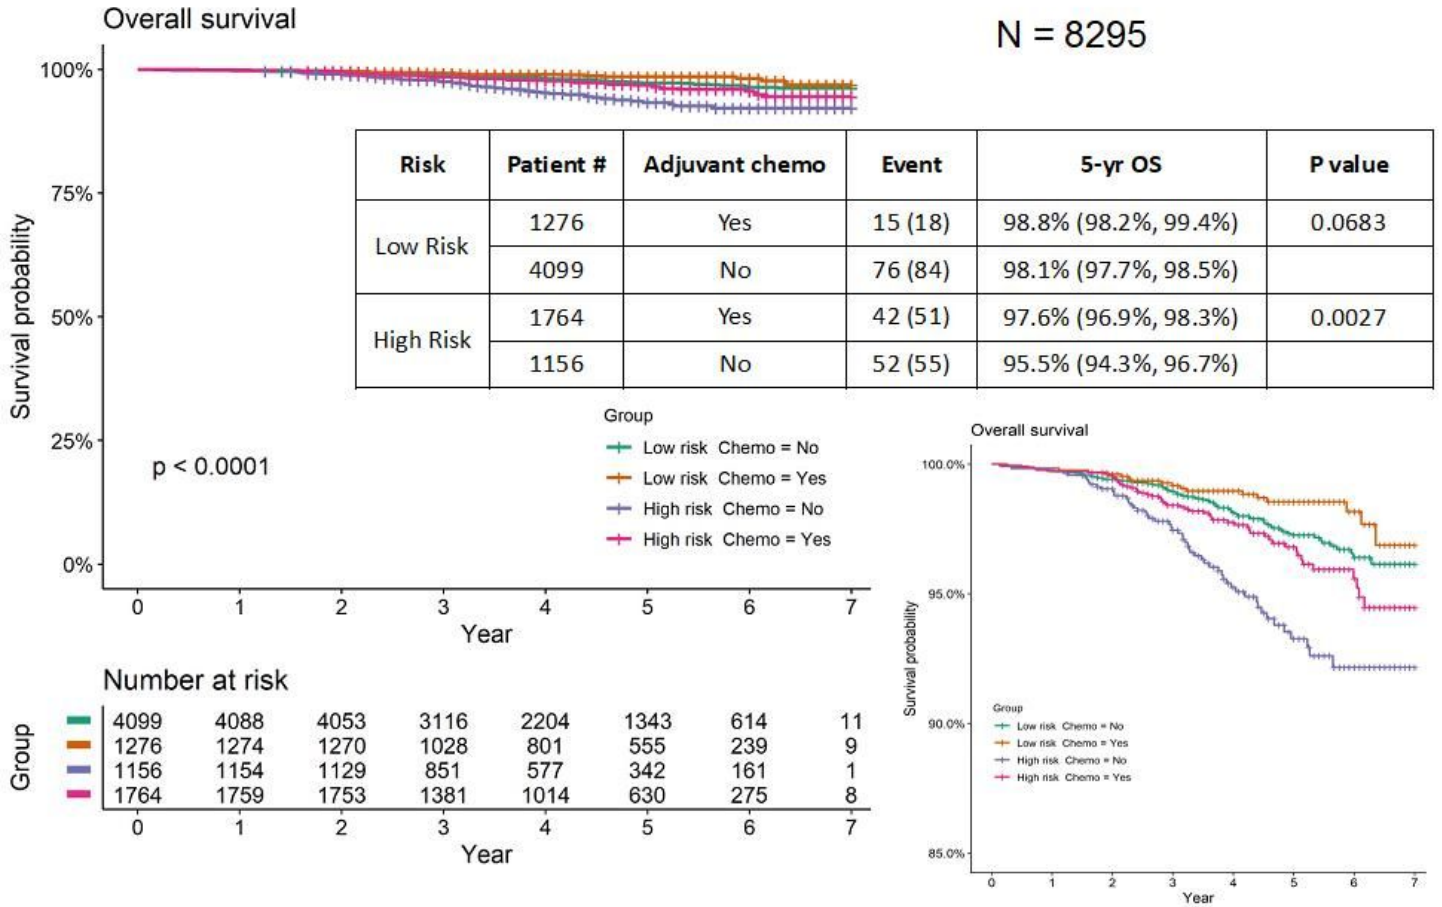 Overall survival
N = 8295
100%
75%
50%
25%
0%
Survival probability
p < 0.0001
Risk Patient # Adjuvant chemo Event 5-yr OS P value
Low Risk 1276 Yes 15 (18) 98.8% (98.2%, 99.4%) 0.0683
4099 No 76 (84) 98.1% (97.7%, 98.5%)
High Risk 1764 Yes 42 (51) 97.6% (96.9%, 98.3%) 0.0027
1156 No 52 (55) 95.5% (94.3%, 96.7%)
Group
Low risk Chemo = No
Low risk Chemo = Yes
High risk Chemo = No
High risk Chemo = Yes
0 1 2 3 4 5 6 7
Year
Number at risk
Group
4099 4088 4053 3116 2204 1343 614 11
1276 1274 1270 1028 801 555 239 9
1156 1154 1129 851 577 342 161 1
1764 1759 1753 1381 1014 630 275 8
0 1 2 3 4 5 6 7
Year
Overall survival
100.0%
95.0%
90.0%
85.0%
Survival probability
Group
Low risk Chemo = No
Low risk Chemo = Yes
High risk Chemo = No
High risk Chemo = Yes
0 1 2 3 4 5 6 7
Year